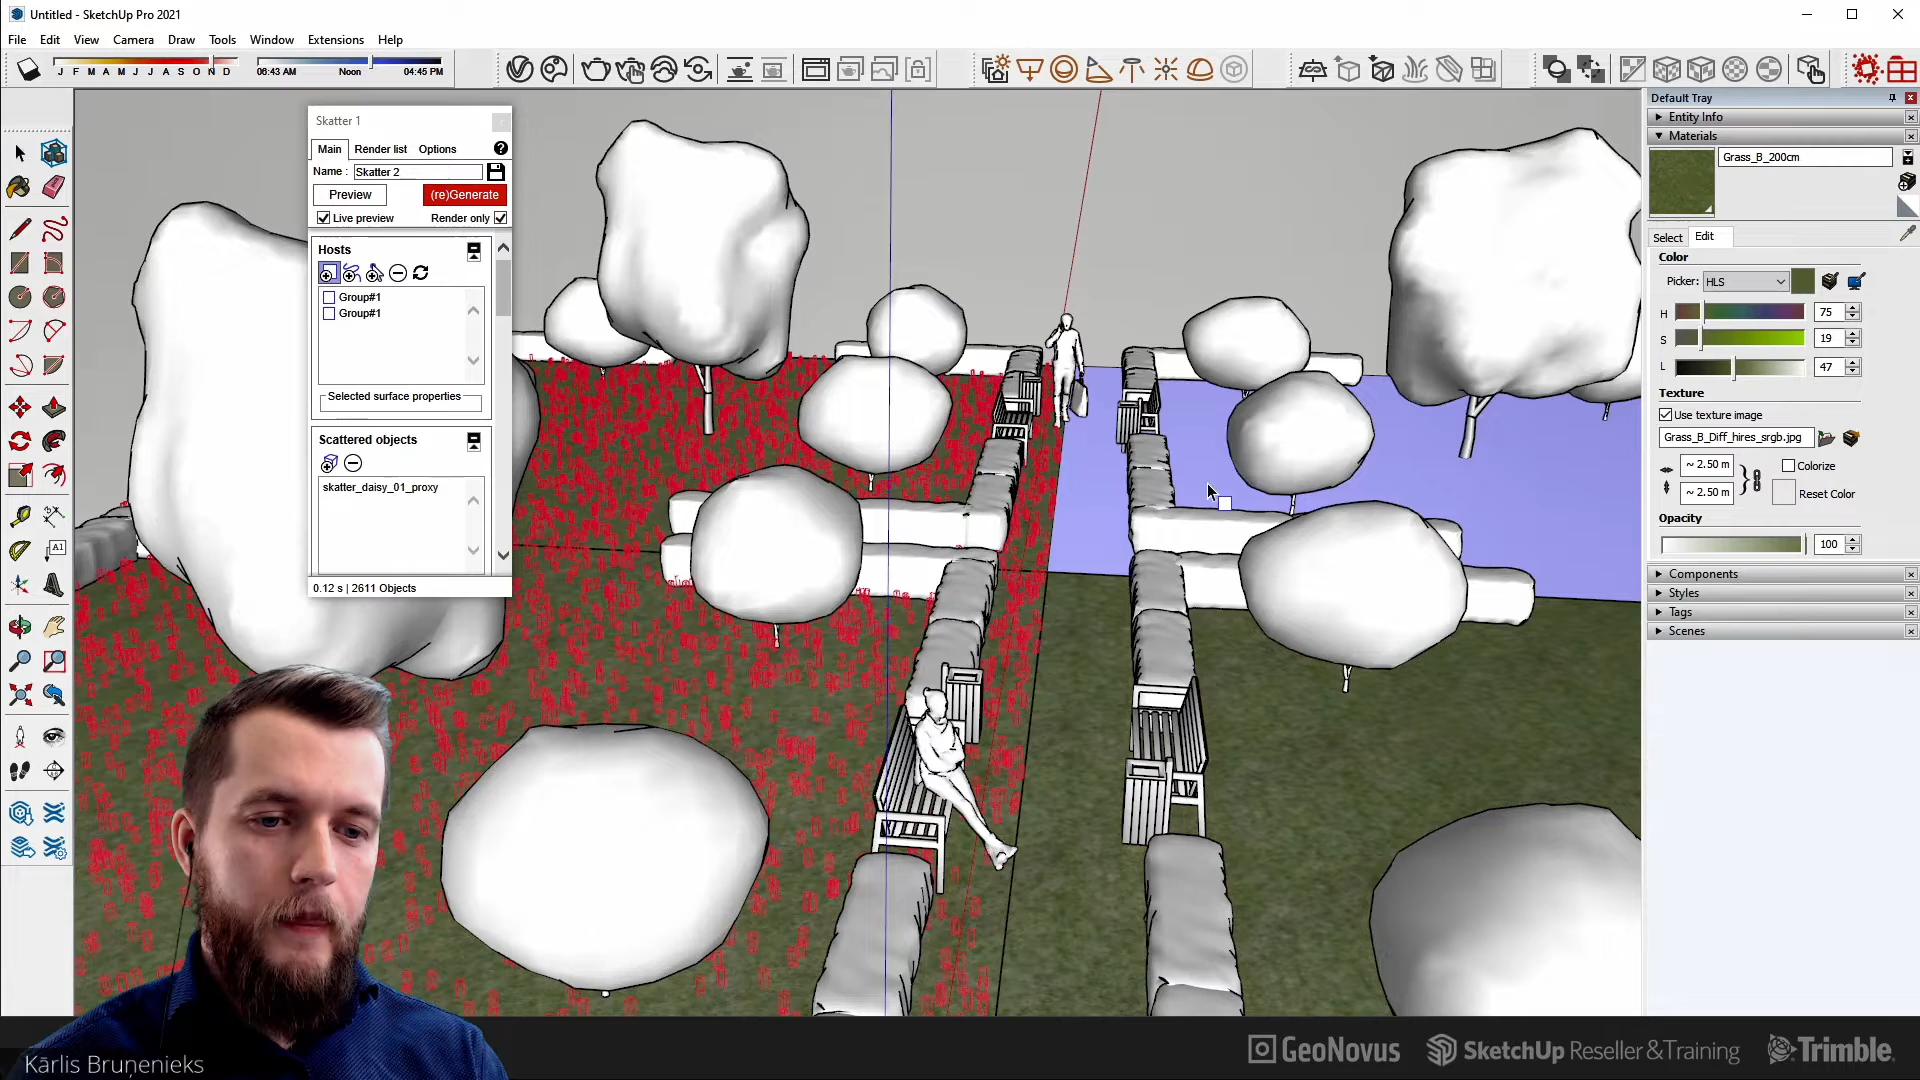 Untitled - SketchUp Pro 2021
File Edit View Camera Draw Tools Window Extensions Help
J F M A M J J A S O N D
06:43 AM Noon 04:45 PM
Skatter 1
Main Render list Options
Name : Skatter 2
Preview (re)Generate
Live preview Render only
Hosts
Group#1
Group#1
Selected surface properties
Scattered objects
skatter_daisy_01_proxy
0.12 s | 2611 Objects
A1
Default Tray
Entity Info
Materials
Grass_B_200cm
Select Edit
Color
Picker: HLS
H 75
S 19
L 47
Texture
Use texture image
Grass_B_Diff_hires_srgb.jpg
~ 2.50 m Colorize
~ 2.50 m Reset Color
Opacity
100
Components
Styles
Tags
Scenes
Kārlis Bruņenieks
GeoNovus
SketchUp Reseller & Training
Trimble.